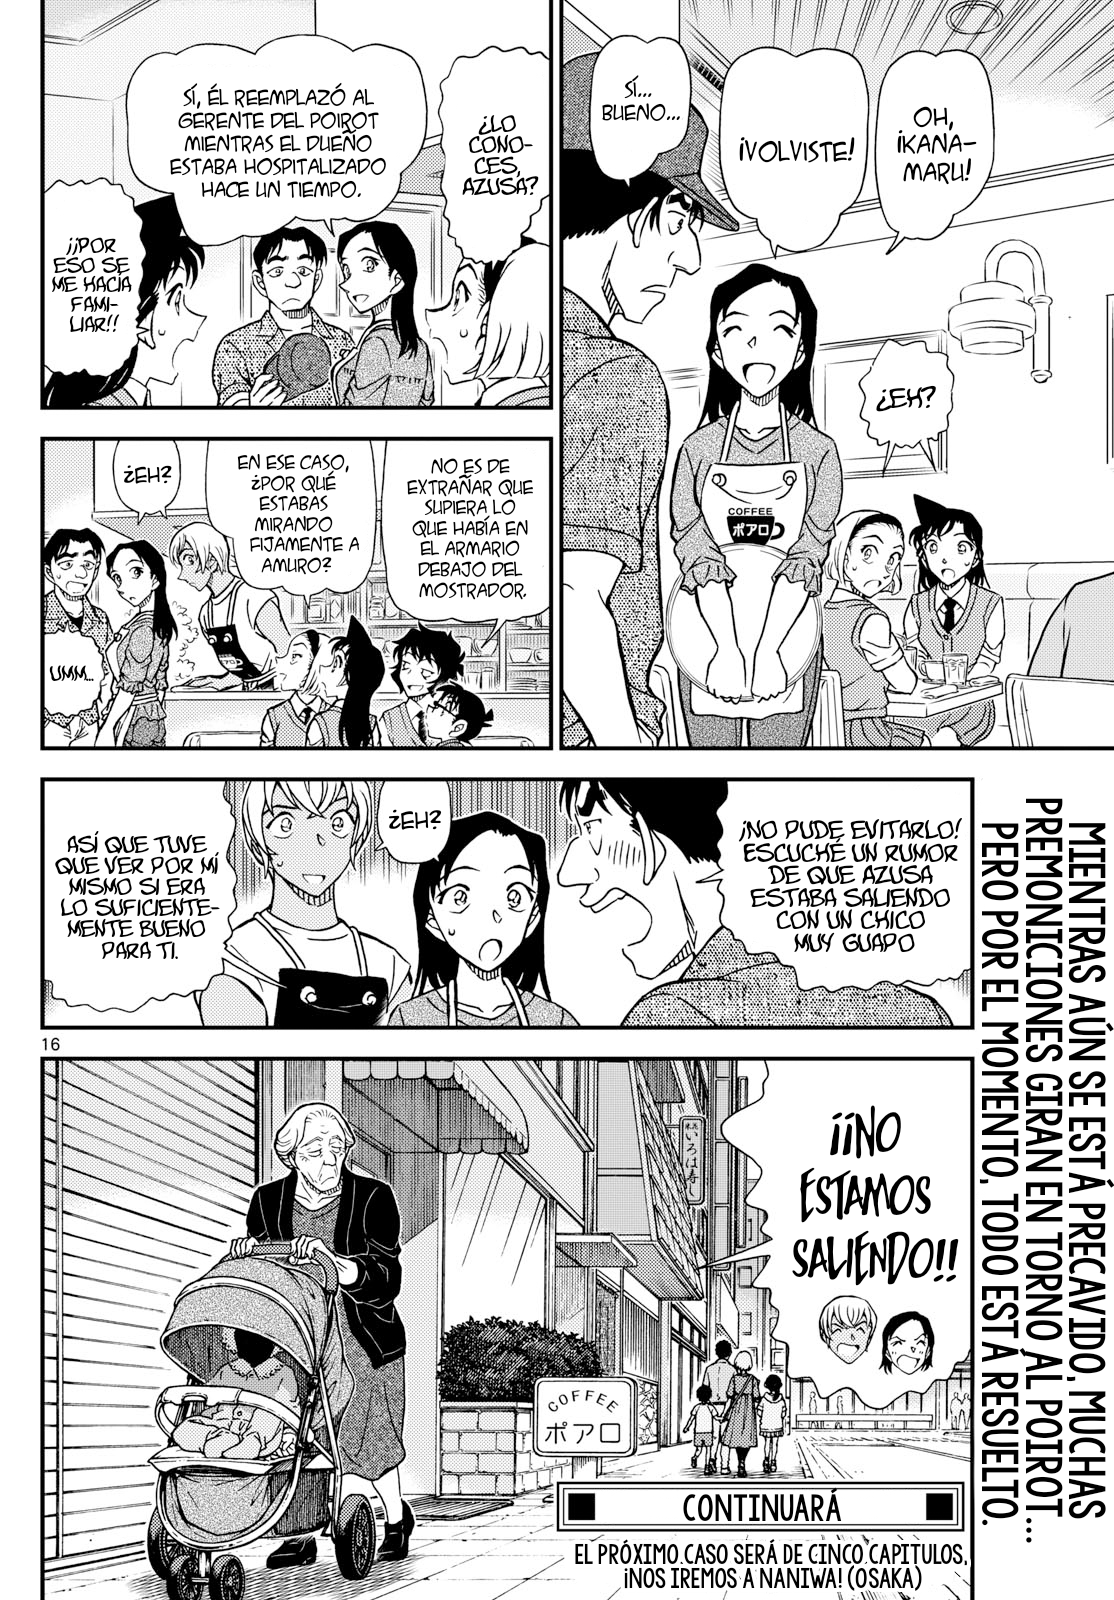 OH,
¡KANA-
MARU!
¡VOLVISTE!
SÍ...
BUENO...
¿EH?
COFFEE
ポアロ
¿LO
CONO-
CES,
AZUSA?
SÍ, ÉL REEMPLAZÓ AL
GERENTE DEL POIROT
MIENTRAS EL DUEÑO
ESTABA HOSPITALIZADO
HACE UN TIEMPO.
¡¡POR
ESO SE
ME HACÍA
FAMI-
LIAR!!
NO ES DE
EXTRAÑAR QUE
SUPIERA LO
QUE HABÍA EN
EL ARMARIO
DEBAJO DEL
MOSTRADOR.
EN ESE CASO,
¿POR QUÉ
ESTABAS
MIRANDO
FIJAMENTE A
AMURO?
¿EH?
UMM...
¡NO PUDE EVITARLO!
ESCUCHÉ UN RUMOR
DE QUE AZUSA
ESTABA SALIENDO
CON UN CHICO
MUY GUAPO
¿EH?
ASÍ QUE TUVE
QUE VER POR MÍ
MISMO SI ERA
LO SUFICIENTE-
MENTE BUENO
PARA TI.
16
¡¡NO
ESTAMOS
SALIENDO!!
いろは寿し
COFFEE
ポアロ
CONTINUARÁ
EL PRÓXIMO CASO SERÁ DE CINCO CAPITULOS,
¡NOS IREMOS A NANIWA! (OSAKA)
MIENTRAS AÚN SE ESTÁ PRECAVIDO, MUCHAS
PREMONICIONES GIRAN EN TORNO AL POIROT...
PERO POR EL MOMENTO, TODO ESTÁ RESUELTO.